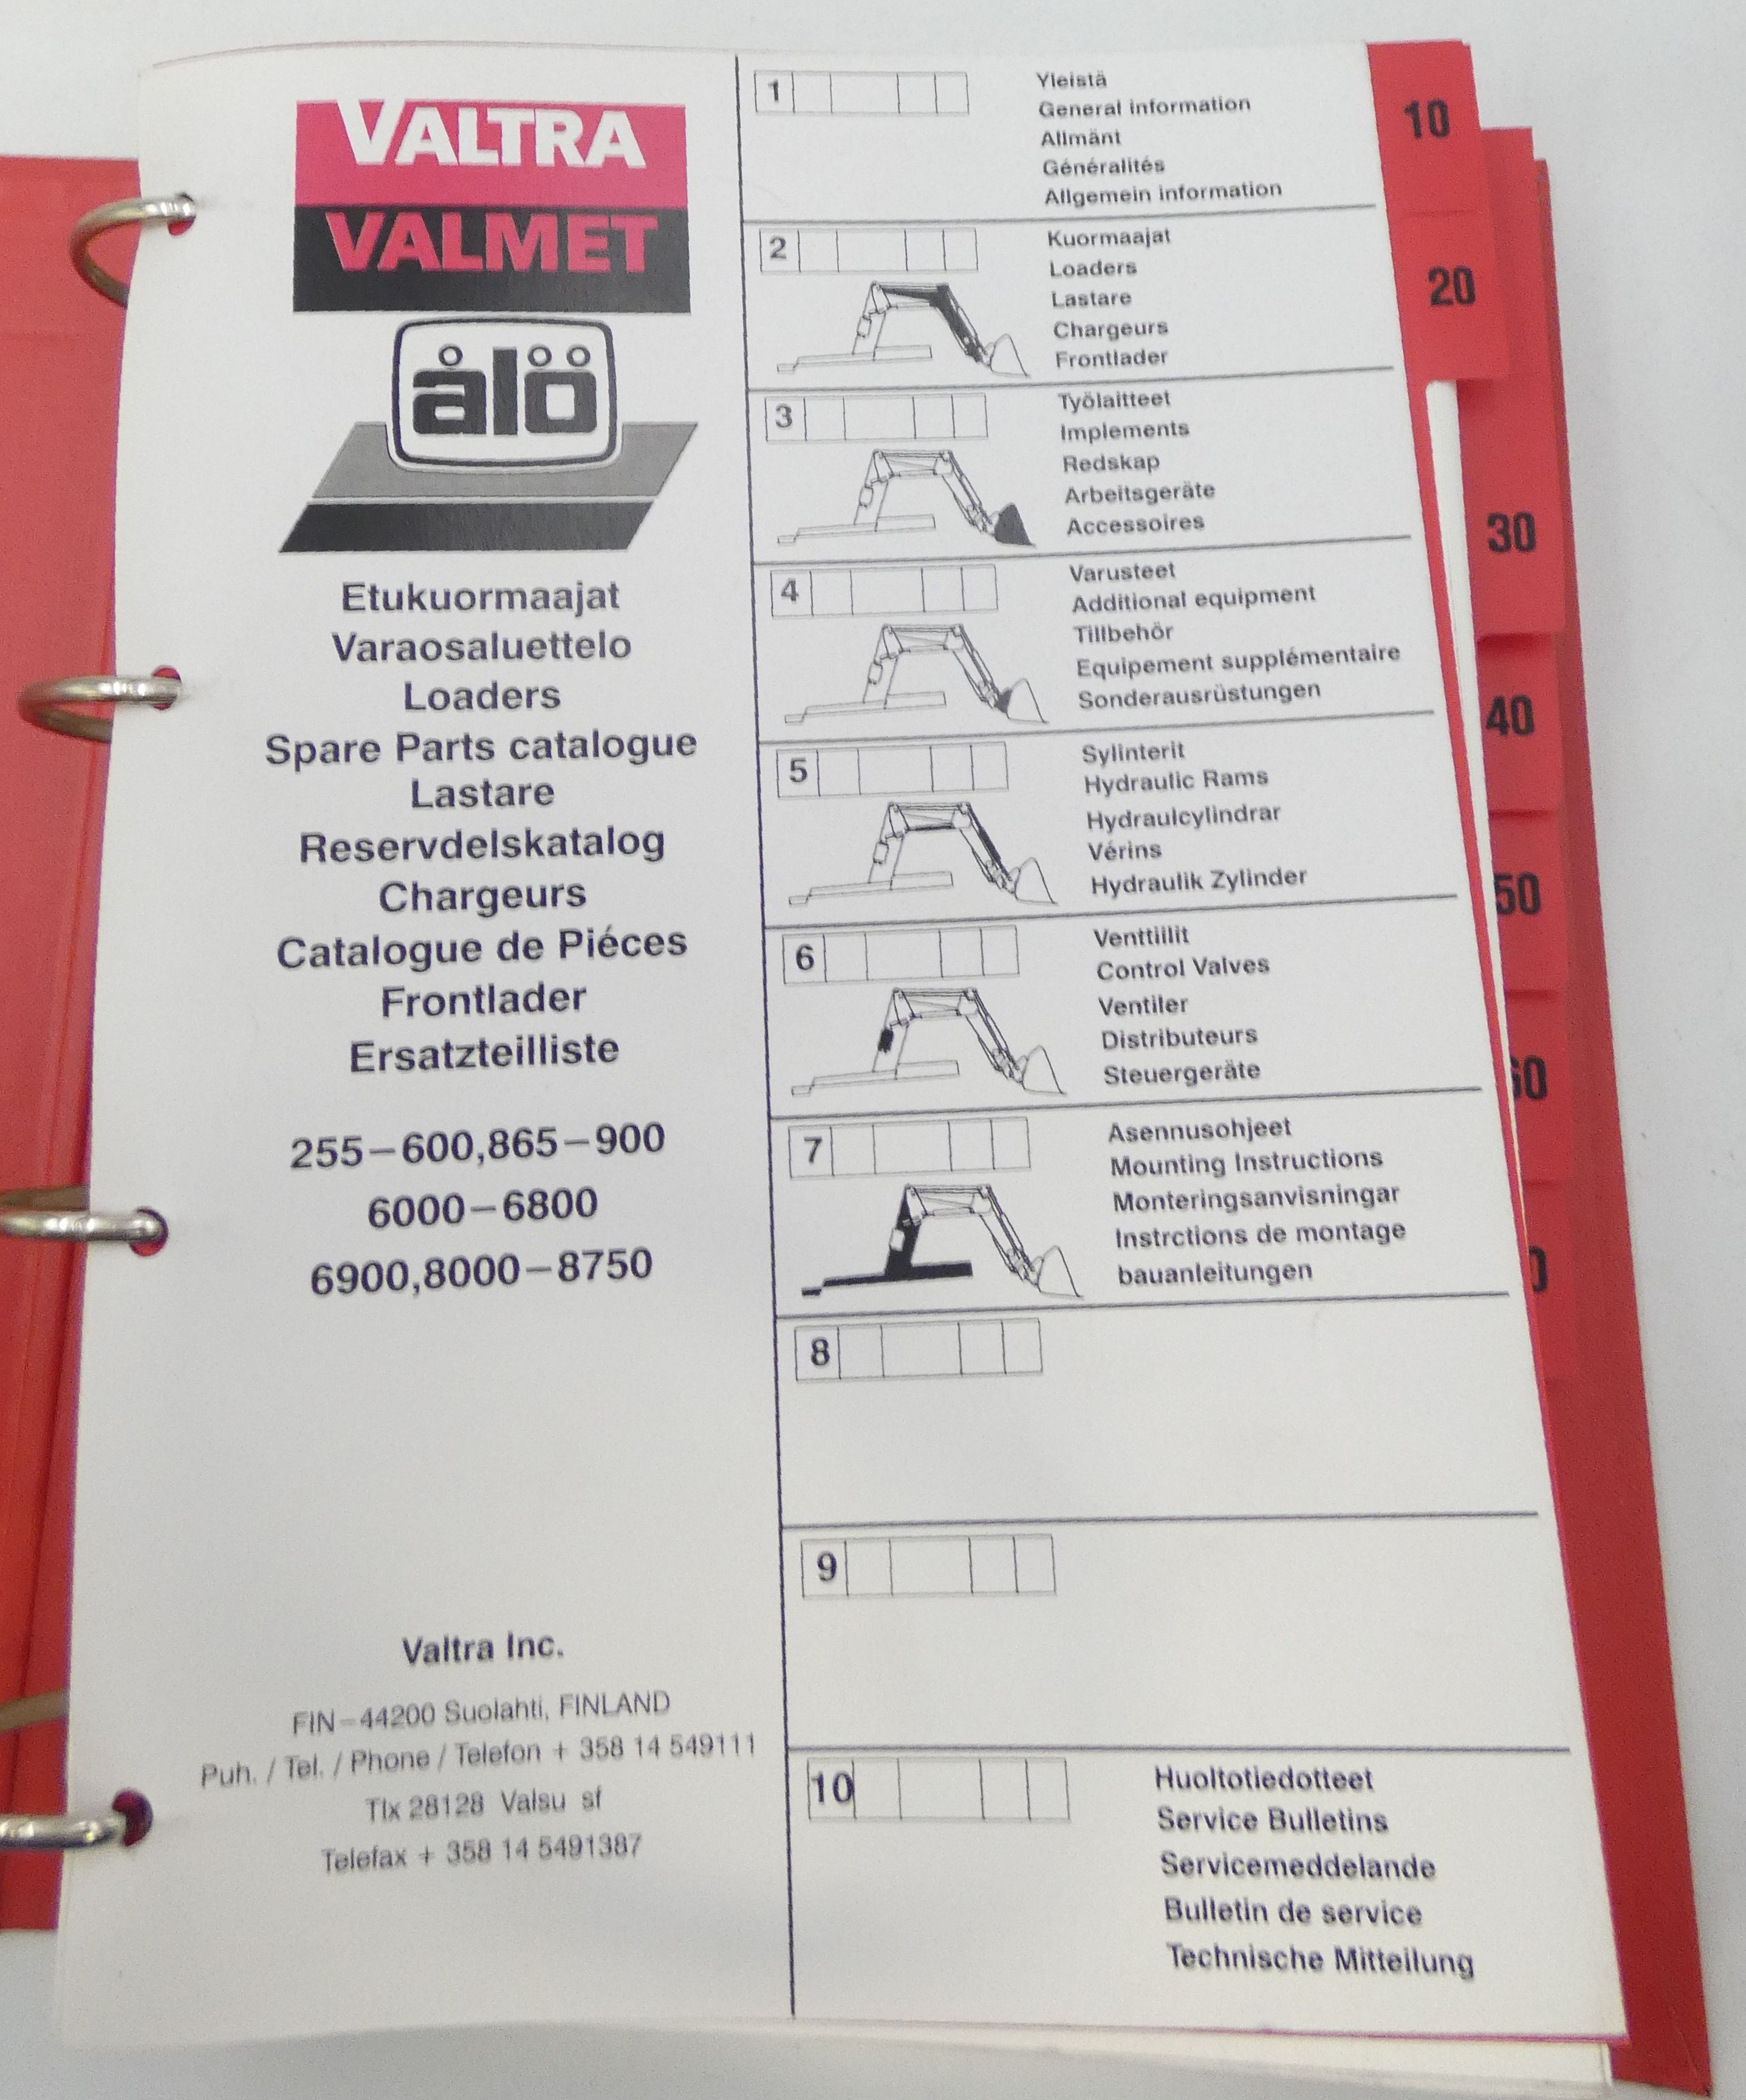 VALTRA
VALMET
ålö
Etukuormaajat
Varaosaluettelo
Loaders
Spare Parts catalogue
Lastare
Reservdelskatalog
Chargeurs
Catalogue de Piéces
Frontlader
Ersatzteilliste
255–600,865–900
6000–6800
6900,8000–8750
Valtra Inc.
FIN–44200 Suolahti, FINLAND
Puh. / Tel. / Phone / Telefon + 358 14 549111
Tlx 28128 Valsu sf
Telefax + 358 14 5491387
1
Yleistä
General information
Allmänt
Généralités
Allgemein information
2
Kuormaajat
Loaders
Lastare
Chargeurs
Frontlader
3
Työlaitteet
Implements
Redskap
Arbeitsgeräte
Accessoires
4
Varusteet
Additional equipment
Tillbehör
Equipement supplémentaire
Sonderausrüstungen
5
Sylinterit
Hydraulic Rams
Hydraulcylindrar
Vérins
Hydraulik Zylinder
6
Venttiilit
Control Valves
Ventiler
Distributeurs
Steuergeräte
7
Asennusohjeet
Mounting Instructions
Monteringsanvisningar
Instrctions de montage
bauanleitungen
8
9
10
Huoltotiedotteet
Service Bulletins
Servicemeddelande
Bulletin de service
Technische Mitteilung
10
20
30
40
50
60